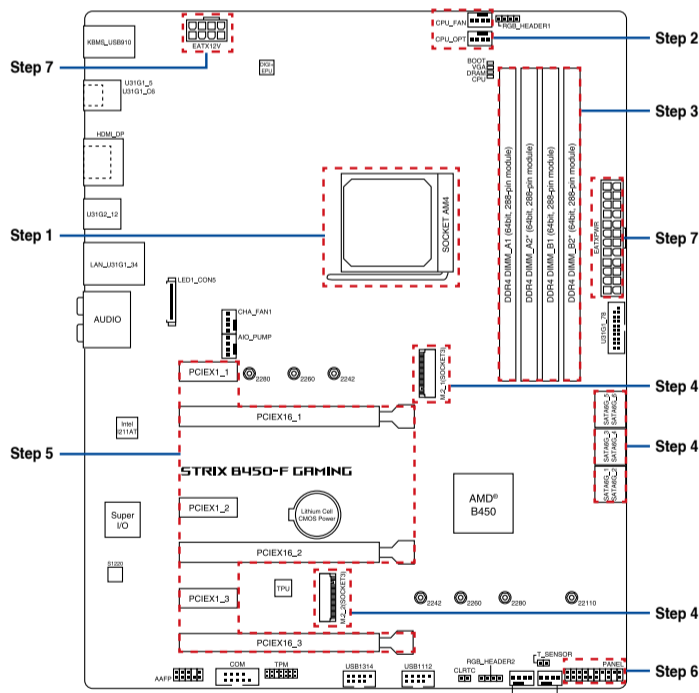 CPU_FAN
RGB_HEADER1
CPU_OPT
Step 2
KBMS_USB910
EATX12V
Step 7
DIGI+
EPU
BOOT
VGA
DRAM
CPU
U31G1_5
U31G1_C6
Step 3
HDMI_DP
DDR4 DIMM_A1 (64bit, 288-pin module)
DDR4 DIMM_A2* (64bit, 288-pin module)
DDR4 DIMM_B1 (64bit, 288-pin module)
DDR4 DIMM_B2* (64bit, 288-pin module)
U31G2_12
SOCKET AM4
Step 1
EATXPWR
Step 7
LAN_U31G1_34
LED1_CON5
AUDIO
CHA_FAN1
AIO_PUMP
U31G1_78
PCIEX1_1
2280
2260
2242
M.2_1(SOCKET3)
Step 4
PCIEX16_1
SATA6G_5
SATA6G_6
Intel
I211AT
Step 5
SATA6G_3
SATA6G_4
Step 4
STRIX B450-F GAMING
SATA6G_1
SATA6G_2
AMD®
B450
PCIEX1_2
Lithium Cell
CMOS Power
Super
I/O
PCIEX16_2
S1220
TPU
PCIEX1_3
M.2_2(SOCKET3)
2242
2260
2280
22110
Step 4
PCIEX16_3
T_SENSOR
PANEL
Step 6
AAFP
COM
TPM
USB1314
USB1112
CLRTC
RGB_HEADER2